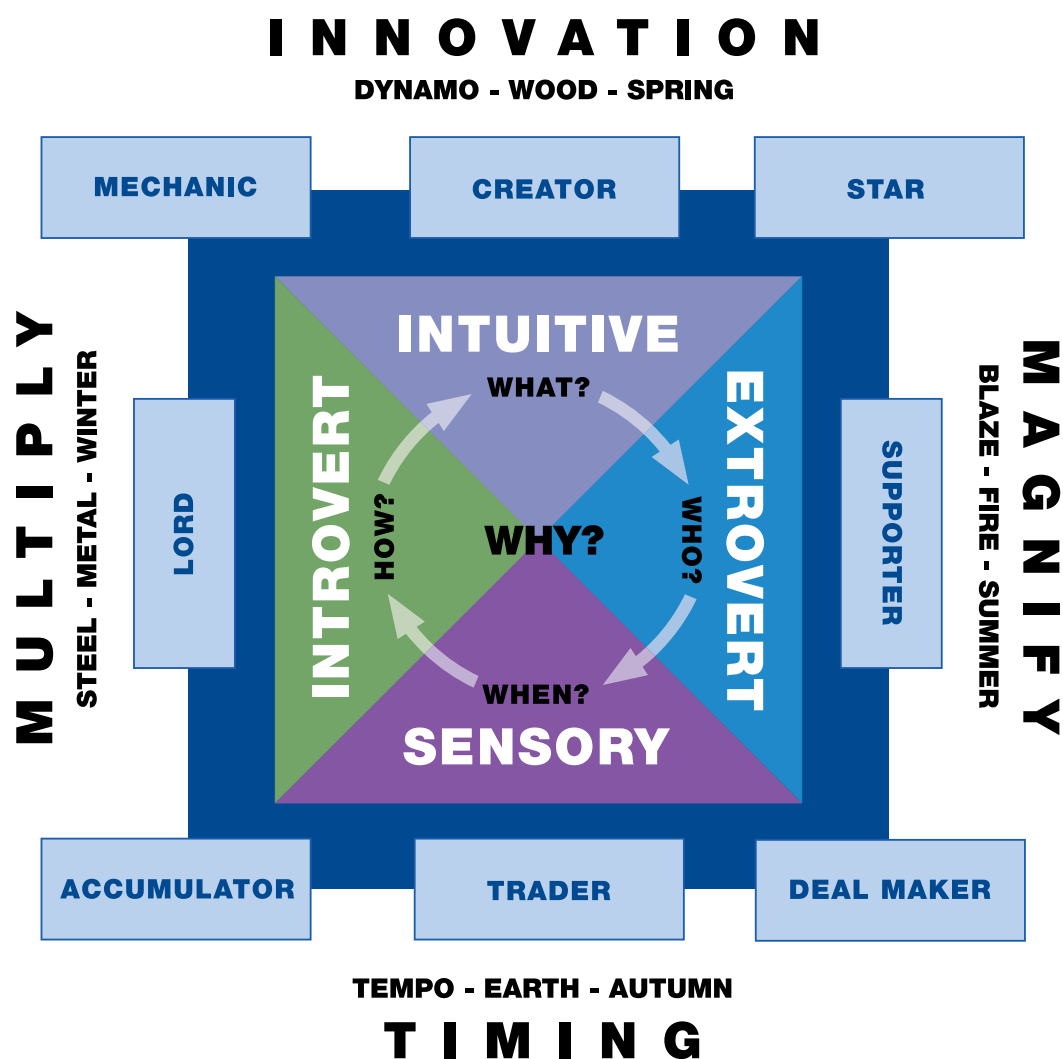 INNOVATION
DYNAMO - WOOD - SPRING
MECHANIC
CREATOR
STAR
MULTIPLY
STEEL - METAL - WINTER
LORD
INTROVERT
HOW?
INTUITIVE
WHAT?
WHY?
WHO?
EXTROVERT
WHEN?
SENSORY
SUPPORTER
BLAZE - FIRE - SUMMER
MAGNIFY
ACCUMULATOR
TRADER
DEAL MAKER
TEMPO - EARTH - AUTUMN
TIMING